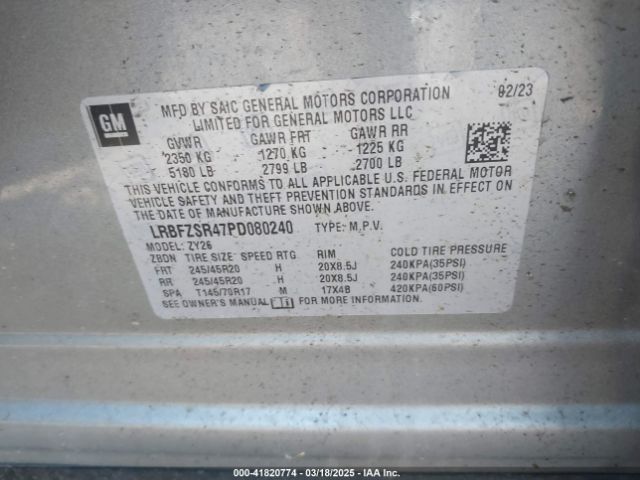 GM
MFD BY SAIC GENERAL MOTORS CORPORATION 02/23
LIMITED FOR GENERAL MOTORS LLC
GVWR GAWR FRT GAWR RR
2350 KG 1270 KG 1225 KG
5180 LB 2799 LB 2700 LB
THIS VEHICLE CONFORMS TO ALL APPLICABLE U.S. FEDERAL MOTOR
VEHICLE SAFETY AND THEFT PREVENTION STANDARDS IN EFFECT ON
THE DATE OF MANUFACTURE SHOWN ABOVE.
LRBFZSR47PD080240 TYPE: M.P.V.
MODEL: ZY26
ZBDN TIRE SIZE SPEED RTG RIM COLD TIRE PRESSURE
FRT 245/45R20 H 20X8.5J 240KPA(35PSI)
RR 245/45R20 H 20X8.5J 240KPA(35PSI)
SPA T145/70R17 M 17X4B 420KPA(60PSI)
SEE OWNER'S MANUAL i FOR MORE INFORMATION.
000-41820774 — 03/18/2025 — IAA Inc.